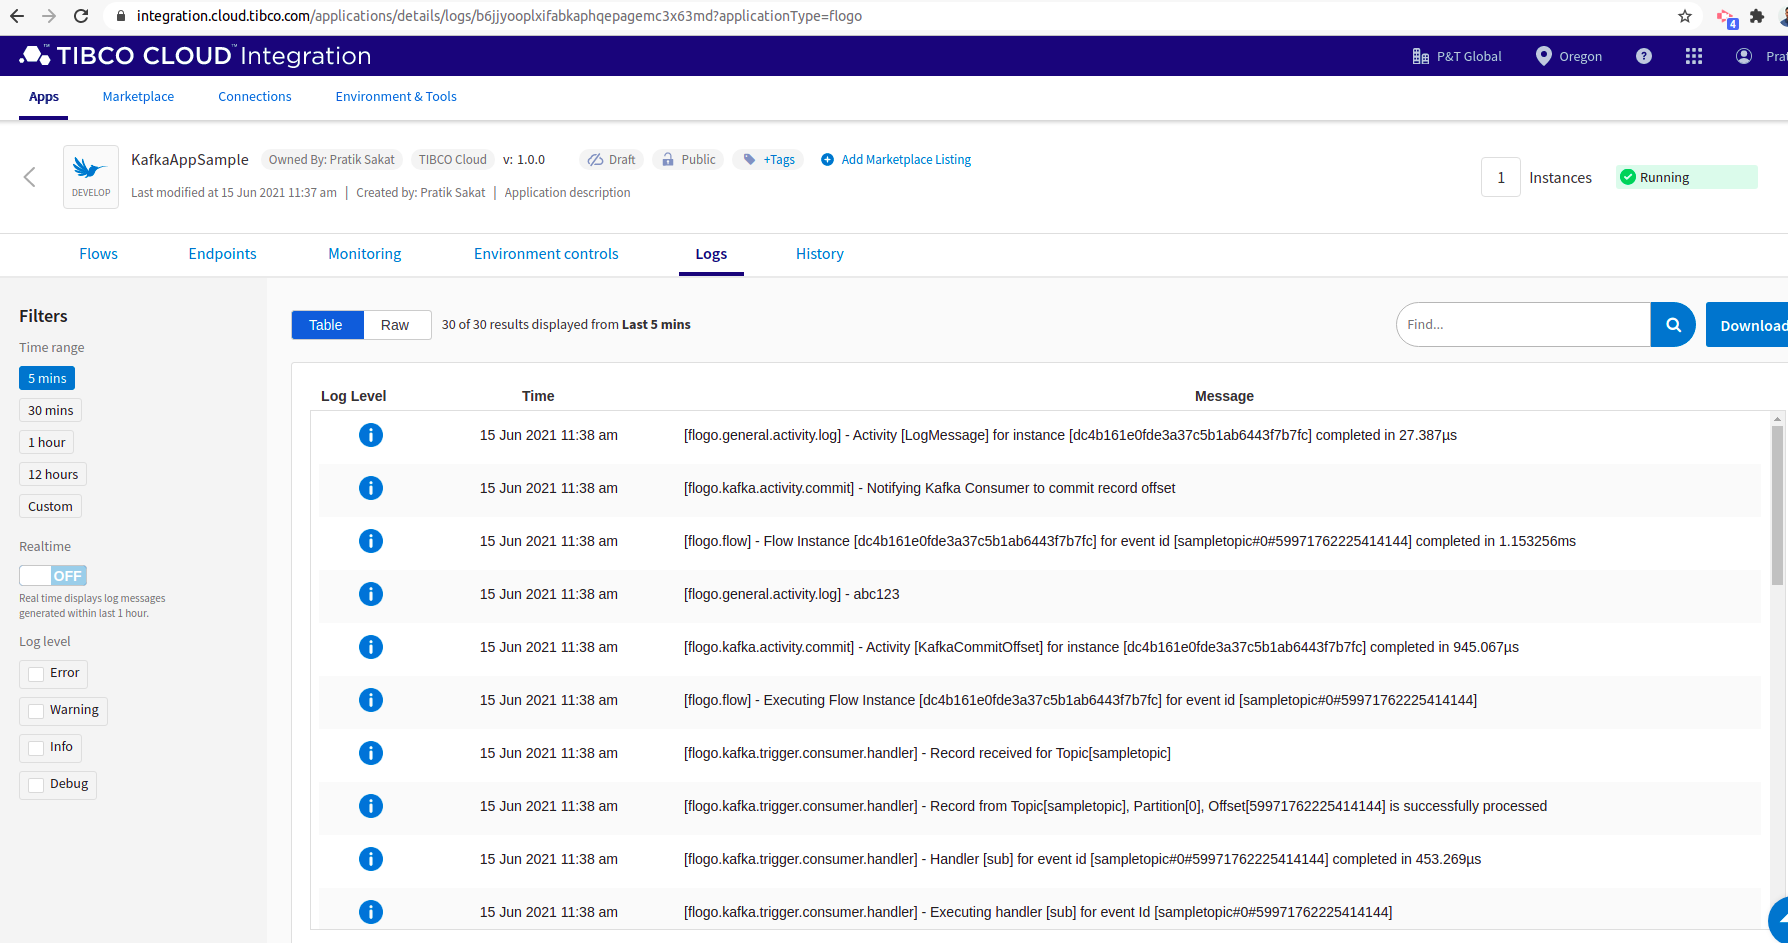 integration.cloud.tibco.com/applications/details/logs/b6jjyooplxifabkaphqepagemc3x63md?applicationType=flogo
4
TIBCO CLOUD™ Integration
P&T Global
Oregon
?
Apps
Marketplace
Connections
Environment & Tools
KafkaAppSample
Owned By: Pratik Sakat
TIBCO Cloud
v: 1.0.0
Draft
Public
+Tags
Add Marketplace Listing
DEVELOP
Last modified at 15 Jun 2021 11:37 am | Created by: Pratik Sakat | Application description
1
Instances
Running
Flows
Endpoints
Monitoring
Environment controls
Logs
History
Filters
Time range
5 mins
30 mins
1 hour
12 hours
Custom
Realtime
OFF
Real time displays log messages
generated within last 1 hour.
Log level
Error
Warning
Info
Debug
Table
Raw
30 of 30 results displayed from Last 5 mins
Find...
Download
Log Level Time Message
15 Jun 2021 11:38 am [flogo.general.activity.log] - Activity [LogMessage] for instance [dc4b161e0fde3a37c5b1ab6443f7b7fc] completed in 27.387µs
15 Jun 2021 11:38 am [flogo.kafka.activity.commit] - Notifying Kafka Consumer to commit record offset
15 Jun 2021 11:38 am [flogo.flow] - Flow Instance [dc4b161e0fde3a37c5b1ab6443f7b7fc] for event id [sampletopic#0#59971762225414144] completed in 1.153256ms
15 Jun 2021 11:38 am [flogo.general.activity.log] - abc123
15 Jun 2021 11:38 am [flogo.kafka.activity.commit] - Activity [KafkaCommitOffset] for instance [dc4b161e0fde3a37c5b1ab6443f7b7fc] completed in 945.067µs
15 Jun 2021 11:38 am [flogo.flow] - Executing Flow Instance [dc4b161e0fde3a37c5b1ab6443f7b7fc] for event id [sampletopic#0#59971762225414144]
15 Jun 2021 11:38 am [flogo.kafka.trigger.consumer.handler] - Record received for Topic[sampletopic]
15 Jun 2021 11:38 am [flogo.kafka.trigger.consumer.handler] - Record from Topic[sampletopic], Partition[0], Offset[59971762225414144] is successfully processed
15 Jun 2021 11:38 am [flogo.kafka.trigger.consumer.handler] - Handler [sub] for event id [sampletopic#0#59971762225414144] completed in 453.269µs
15 Jun 2021 11:38 am [flogo.kafka.trigger.consumer.handler] - Executing handler [sub] for event Id [sampletopic#0#59971762225414144]